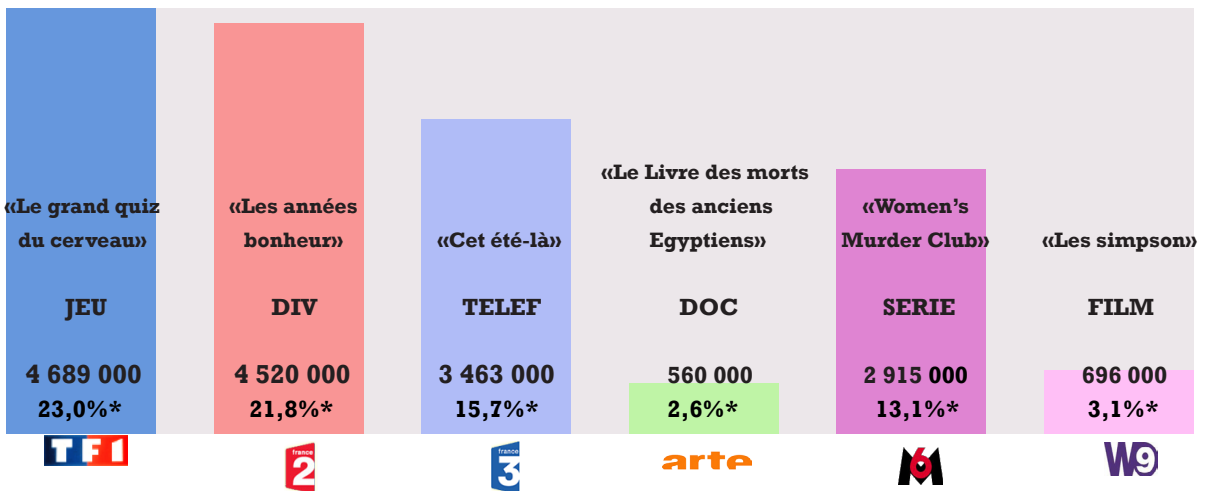 «Le grand quiz
du cerveau»
JEU
4 689 000
23,0%*
TF1
«Les années
bonheur»
DIV
4 520 000
21,8%*
france
2
«Cet été-là»
TELEF
3 463 000
15,7%*
france
3
«Le Livre des morts
des anciens
Egyptiens»
DOC
560 000
2,6%*
arte
«Women's
Murder Club»
SERIE
2 915 000
13,1%*
M6
«Les simpson»
FILM
696 000
3,1%*
W9